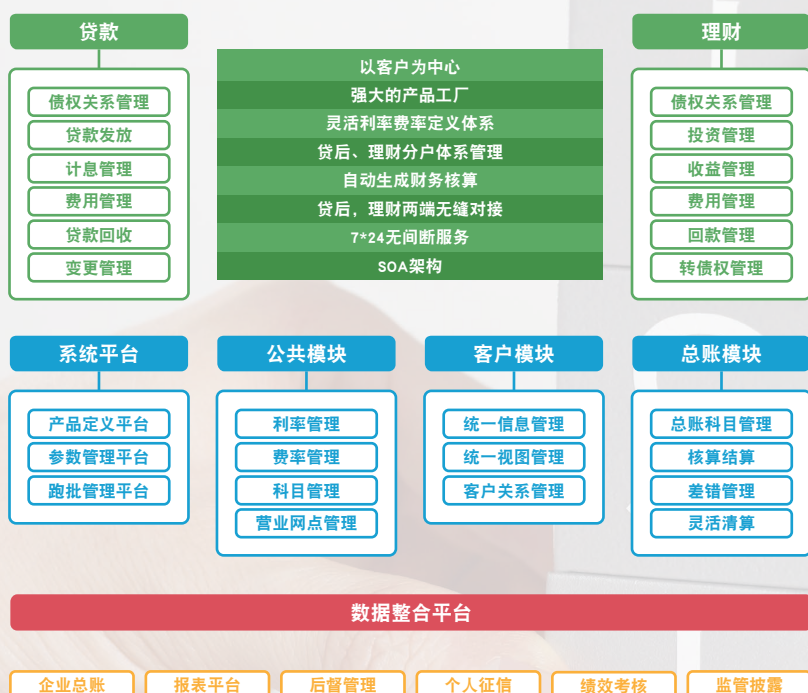 贷款
债权关系管理
贷款发放
计息管理
费用管理
贷款回收
变更管理
以客户为中心
强大的产品工厂
灵活利率费率定义体系
贷后、理财分户体系管理
自动生成财务核算
贷后，理财两端无缝对接
7*24无间断服务
SOA架构
理财
债权关系管理
投资管理
收益管理
费用管理
回款管理
转债权管理
系统平台
产品定义平台
参数管理平台
跑批管理平台
公共模块
利率管理
费率管理
科目管理
营业网点管理
客户模块
统一信息管理
统一视图管理
客户关系管理
总账模块
总账科目管理
核算结算
差错管理
灵活清算
数据整合平台
企业总账
报表平台
后督管理
个人征信
绩效考核
监管披露